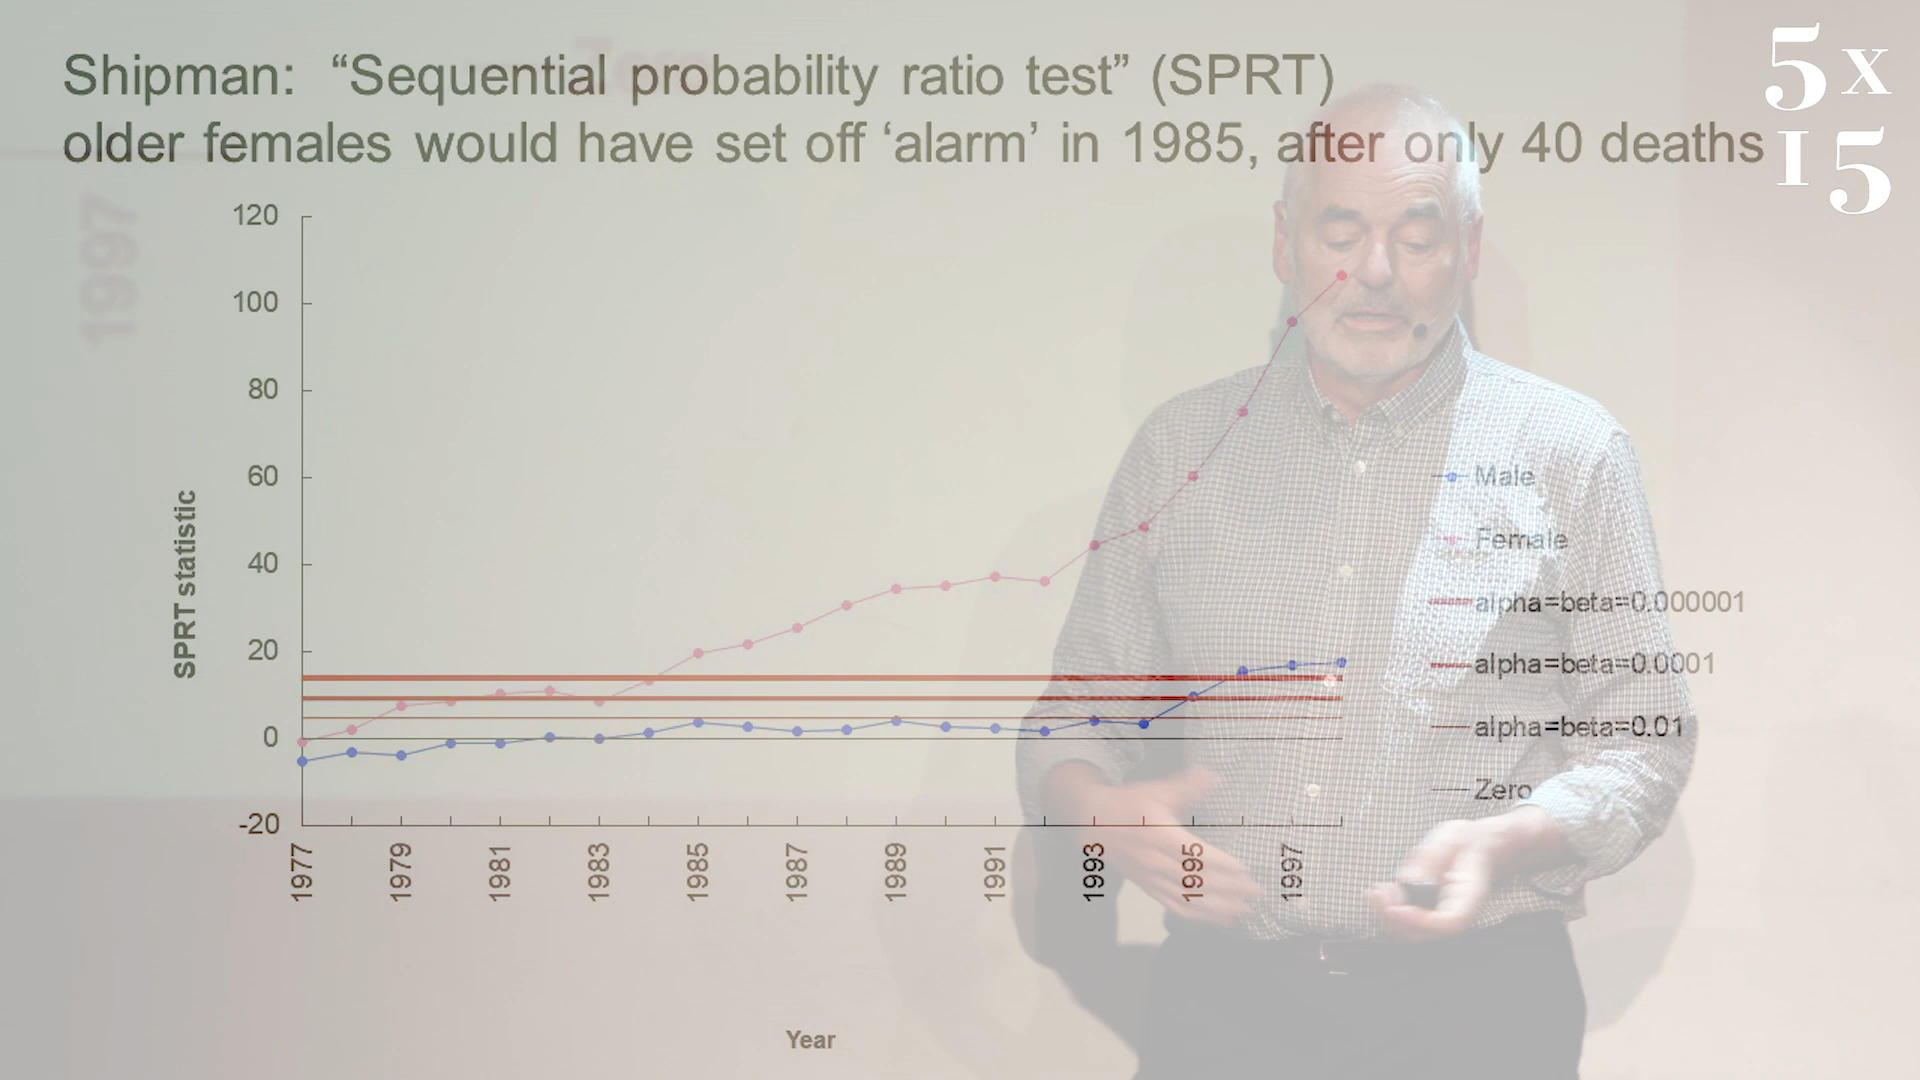 Shipman: “Sequential probability ratio test” (SPRT)
older females would have set off ‘alarm’ in 1985, after only 40 deaths
5 x
15
Zero
1997
120
100
80
60
40
20
0
-20
SPRT statistic
1977
1979
1981
1983
1985
1987
1989
1991
1993
1995
1997
Year
Male
Female
alpha=beta=0.000001
alpha=beta=0.0001
alpha=beta=0.01
Zero